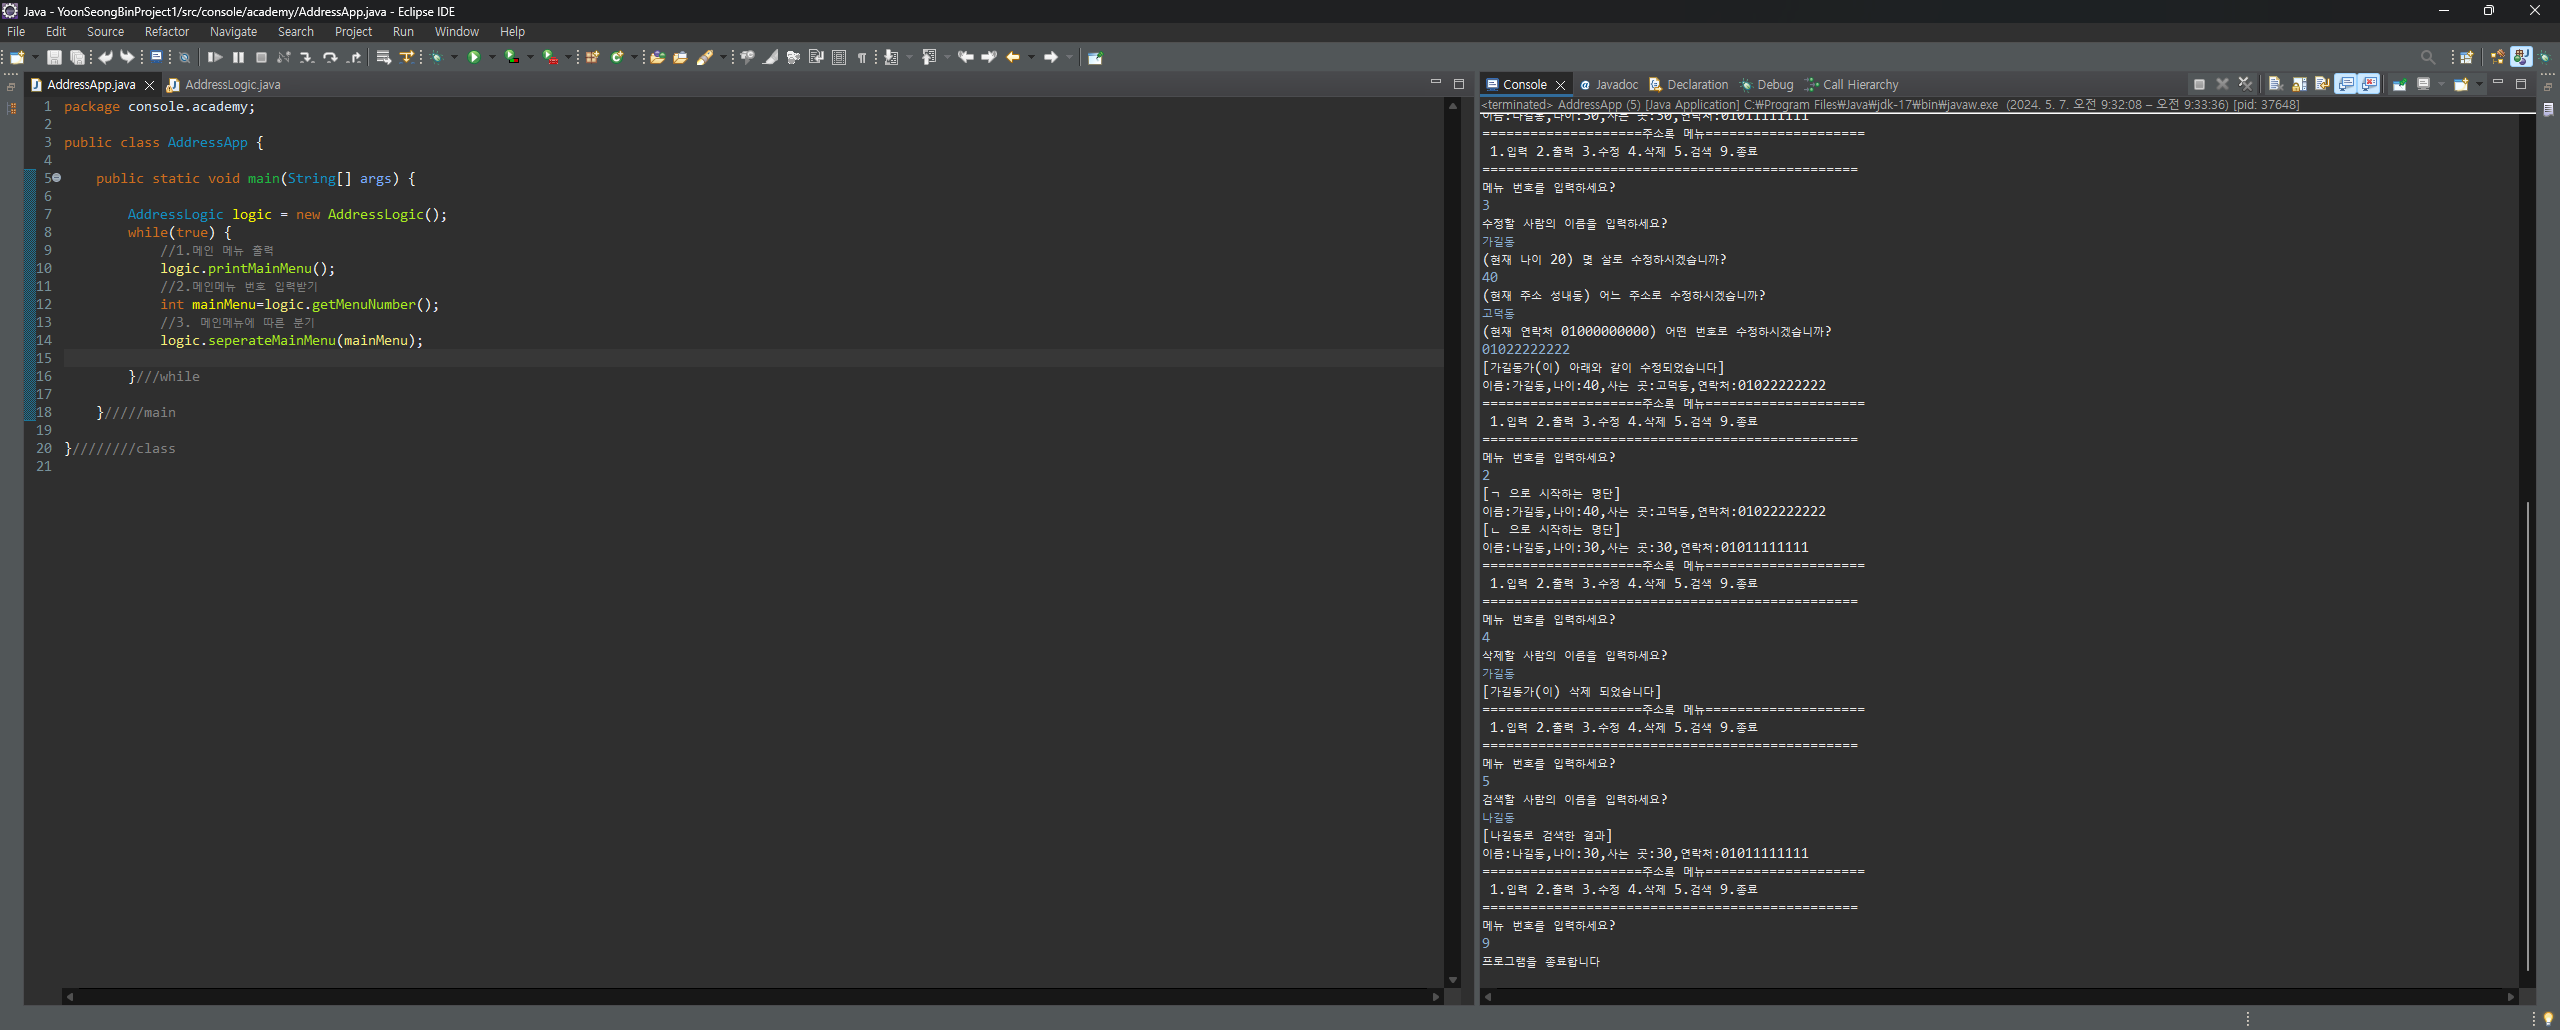 Java - YoonSeongBinProject1/src/console/academy/AddressApp.java - Eclipse IDE
File Edit Source Refactor Navigate Search Project Run Window Help
AddressApp.java
AddressLogic.java
1 package console.academy;
2
3 public class AddressApp {
4
5 public static void main(String[] args) {
6
7 AddressLogic logic = new AddressLogic();
8 while(true) {
9 //1.메인 메뉴 출력
10 logic.printMainMenu();
11 //2.메인메뉴 번호 입력받기
12 int mainMenu=logic.getMenuNumber();
13 //3. 메인메뉴에 따른 분기
14 logic.seperateMainMenu(mainMenu);
15
16 }///while
17
18 }/////main
19
20 }////////class
21
Console Javadoc Declaration Debug Call Hierarchy
<terminated> AddressApp (5) [Java Application] C:₩Program Files₩Java₩jdk-17₩bin₩javaw.exe (2024. 5. 7. 오전 9:32:08 – 오전 9:33:36) [pid: 37648]
이름:나길동,나이:30,사는 곳:30,연락처:01011111111
====================주소록 메뉴====================
1.입력 2.출력 3.수정 4.삭제 5.검색 9.종료
===============================================
메뉴 번호를 입력하세요?
3
수정할 사람의 이름을 입력하세요?
가길동
(현재 나이 20) 몇 살로 수정하시겠습니까?
40
(현재 주소 성내동) 어느 주소로 수정하시겠습니까?
고덕동
(현재 연락처 01000000000) 어떤 번호로 수정하시겠습니까?
01022222222
[가길동가(이) 아래와 같이 수정되었습니다]
이름:가길동,나이:40,사는 곳:고덕동,연락처:01022222222
====================주소록 메뉴====================
1.입력 2.출력 3.수정 4.삭제 5.검색 9.종료
===============================================
메뉴 번호를 입력하세요?
2
[ㄱ 으로 시작하는 명단]
이름:가길동,나이:40,사는 곳:고덕동,연락처:01022222222
[ㄴ 으로 시작하는 명단]
이름:나길동,나이:30,사는 곳:30,연락처:01011111111
====================주소록 메뉴====================
1.입력 2.출력 3.수정 4.삭제 5.검색 9.종료
===============================================
메뉴 번호를 입력하세요?
4
삭제할 사람의 이름을 입력하세요?
가길동
[가길동가(이) 삭제 되었습니다]
====================주소록 메뉴====================
1.입력 2.출력 3.수정 4.삭제 5.검색 9.종료
===============================================
메뉴 번호를 입력하세요?
5
검색할 사람의 이름을 입력하세요?
나길동
[나길동로 검색한 결과]
이름:나길동,나이:30,사는 곳:30,연락처:01011111111
====================주소록 메뉴====================
1.입력 2.출력 3.수정 4.삭제 5.검색 9.종료
===============================================
메뉴 번호를 입력하세요?
9
프로그램을 종료합니다